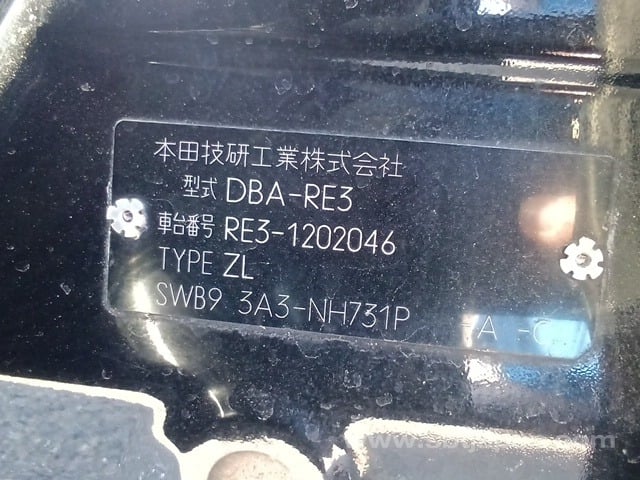 本田技研工業株式会社
型式 DBA-RE3
車台番号 RE3-1202046
TYPE ZL
SWB9 3A3-NH731P -A -C